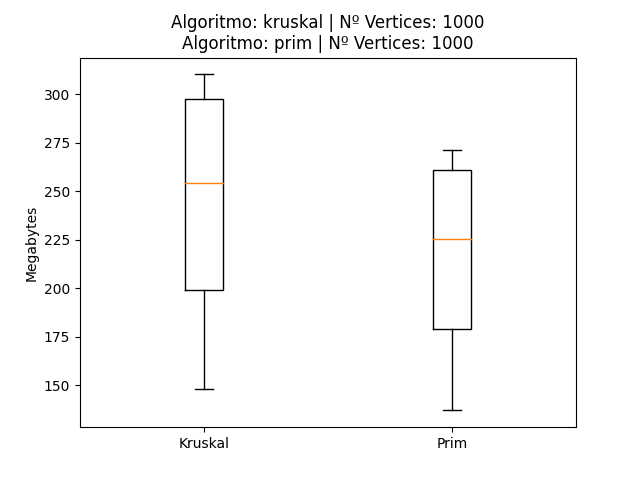 Algoritmo: kruskal | Nº Vertices: 1000
Algoritmo: prim | Nº Vertices: 1000
Megabytes
300
275
250
225
200
175
150
Kruskal
Prim